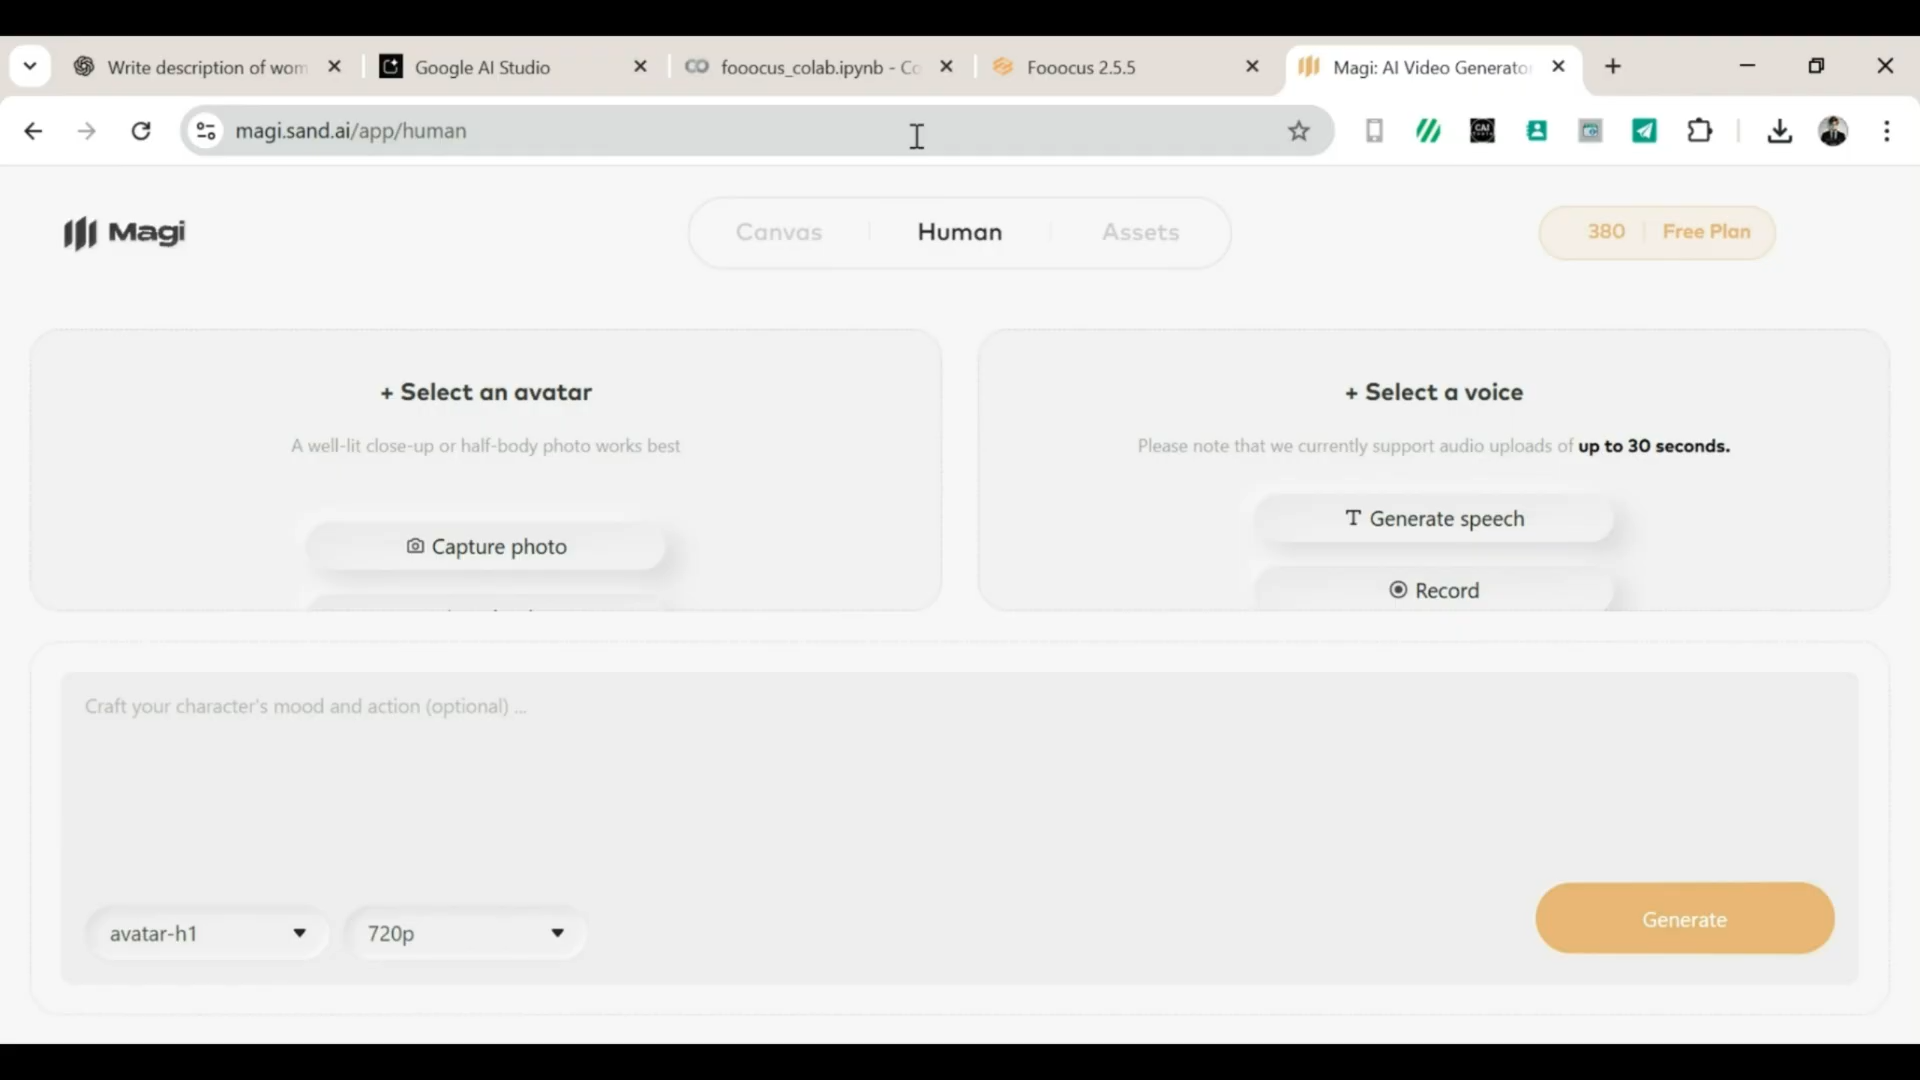 Write description of wom
Google AI Studio
fooocus_colab.ipynb - Co
Fooocus 2.5.5
Magi: AI Video Generator
magi.sand.ai/app/human
CAI
Magi
Canvas
Human
Assets
380
Free Plan
+ Select an avatar
A well-lit close-up or half-body photo works best
Capture photo
+ Select a voice
Please note that we currently support audio uploads of up to 30 seconds.
T Generate speech
Record
Craft your character's mood and action (optional) ...
avatar-h1
720p
Generate